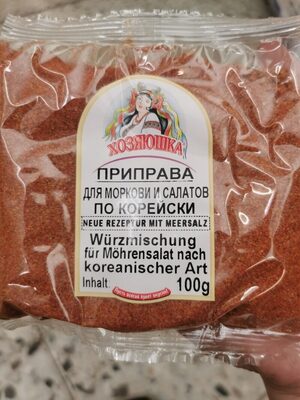 ХОЗЯЮШКА
ПРИПРАВА
ДЛЯ МОРКОВИ И САЛАТОВ
ПО КОРЕЙСКИ
NEUE REZEPTUR MIT MEERSALZ
Würzmischung
für Möhrensalat nach
koreanischer Art
Inhalt 100g